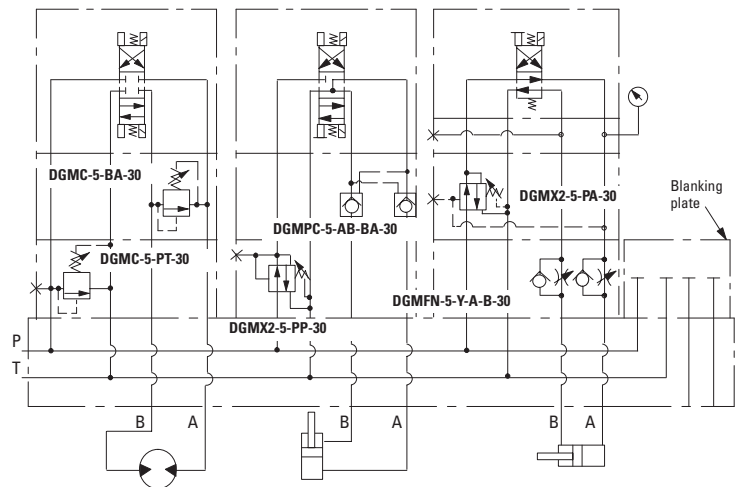 DGMC-5-BA-30
DGMX2-5-PA-30
Blanking
plate
DGMPC-5-AB-BA-30
DGMC-5-PT-30
DGMFN-5-Y-A-B-30
DGMX2-5-PP-30
P
T
B A
B A
B A